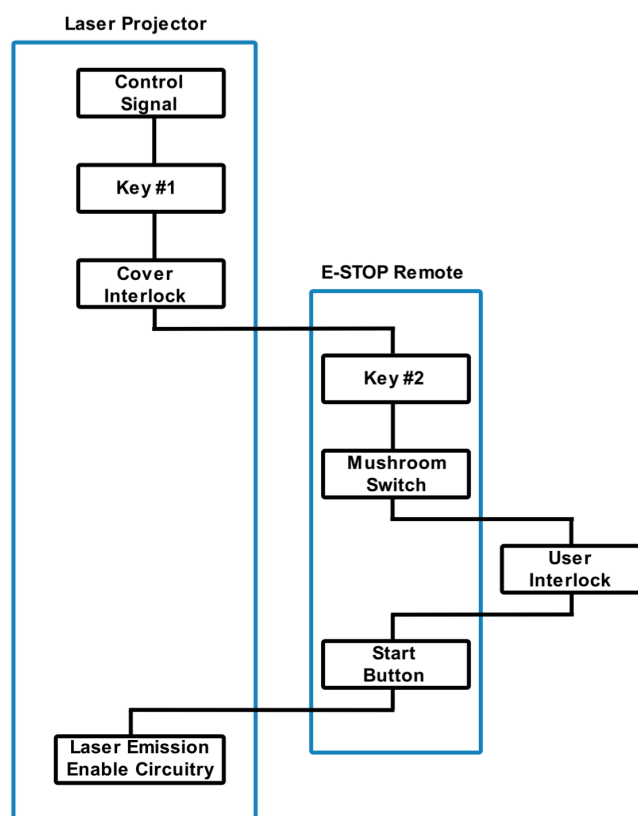 Laser Projector
Control
Signal
Key #1
Cover
Interlock
E-STOP Remote
Key #2
Mushroom
Switch
User
Interlock
Start
Button
Laser Emission
Enable Circuitry